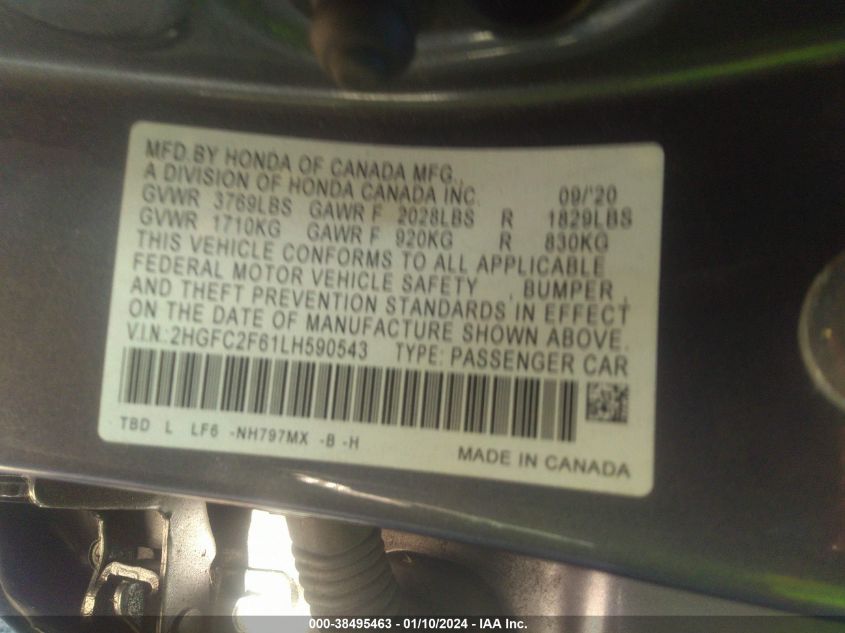 MFD. BY HONDA OF CANADA MFG.,
A DIVISION OF HONDA CANADA INC. 09/'20
GVWR 3769LBS GAWR F 2028LBS R 1829LBS
GVWR 1710KG GAWR F 920KG R 830KG
THIS VEHICLE CONFORMS TO ALL APPLICABLE
FEDERAL MOTOR VEHICLE SAFETY , BUMPER ,
AND THEFT PREVENTION STANDARDS IN EFFECT
ON THE DATE OF MANUFACTURE SHOWN ABOVE.
V.I.N.:2HGFC2F61LH590543 TYPE: PASSENGER CAR
TBD L LF6 -NH797MX -B -H
MADE IN CANADA
000-38495463 - 01/10/2024 - IAA Inc.